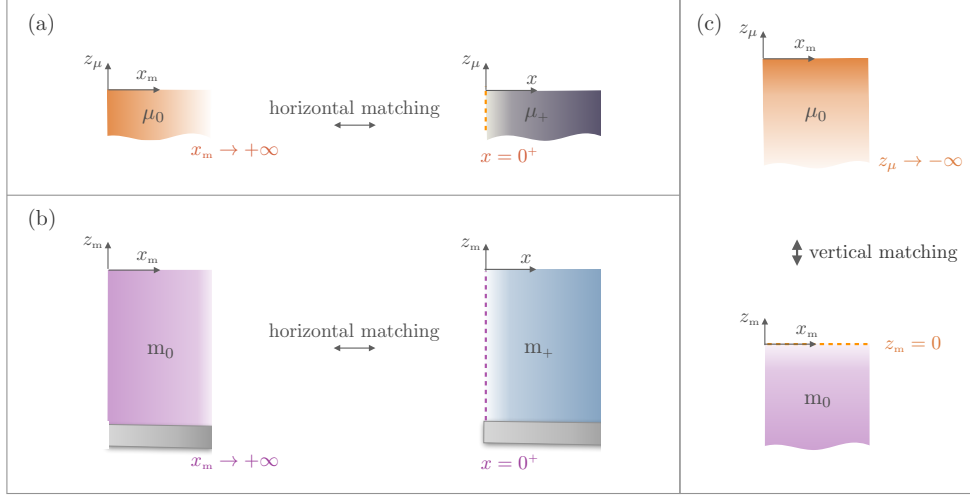 (a)
z_μ
x_m
μ_0
x_m → +∞
horizontal matching
z_μ
x
μ_+
x = 0^+
(b)
z_m
x_m
m_0
x_m → +∞
horizontal matching
z_m
x
m_+
x = 0^+
(c)
z_μ
x_m
μ_0
z_μ → −∞
vertical matching
z_m
x_m
z_m = 0
m_0